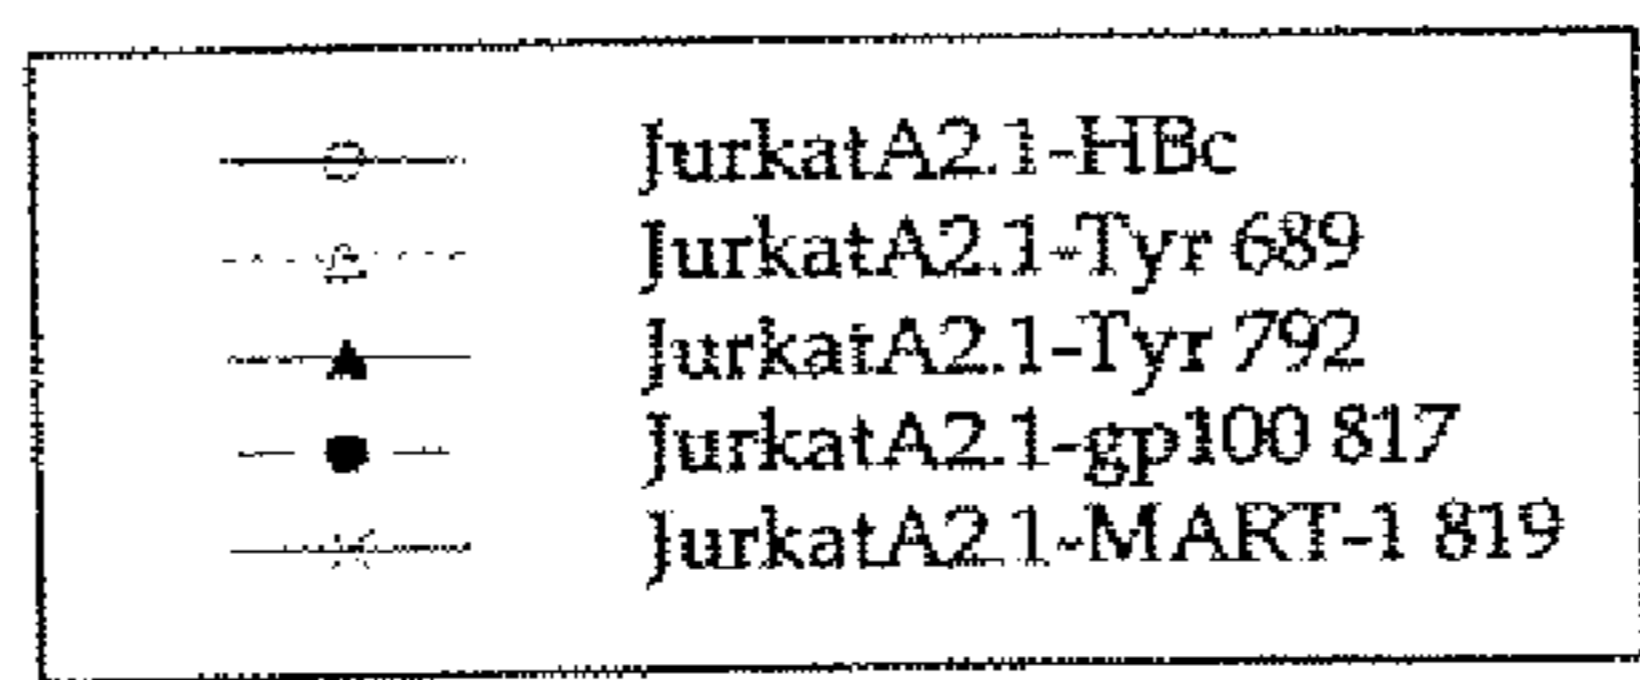 JurkatA2.1-HBc
JurkatA2.1-Tyr 689
JurkatA2.1-Tyr 792
JurkatA2.1-gp100 817
JurkatA2.1-MART-1 819